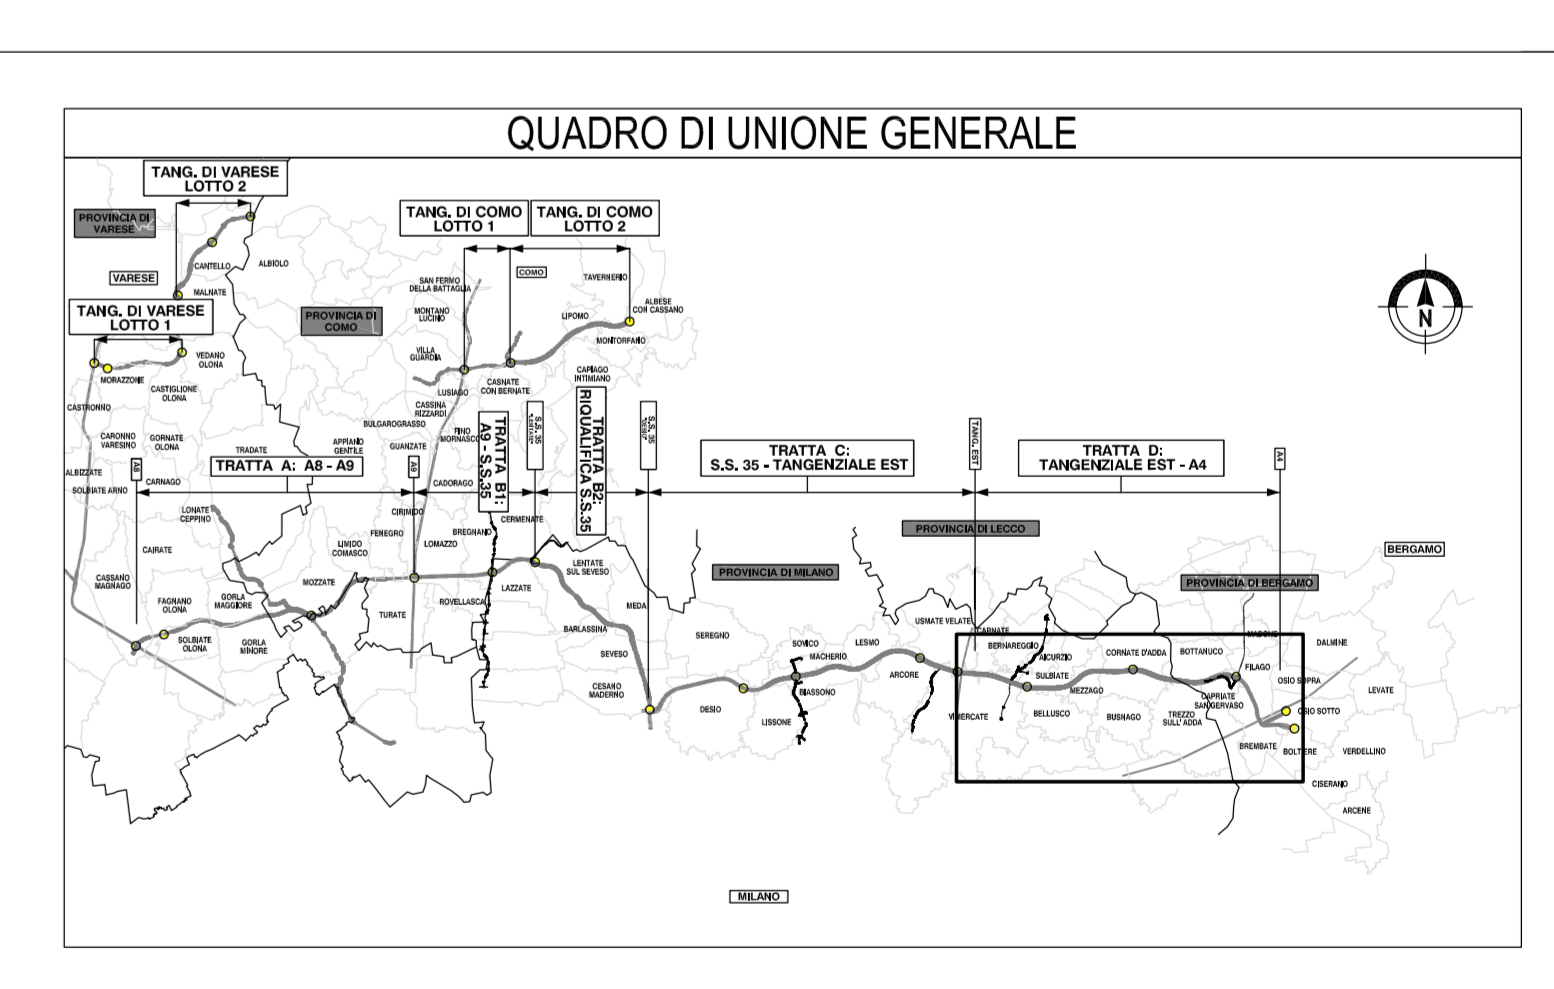 QUADRO DI UNIONE GENERALE
TANG. DI VARESE
LOTTO 2
PROVINCIA DI
VARESE
CANTELLO
ALBIOLO
VARESE
MALNATE
TANG. DI VARESE
LOTTO 1
VEDANO
OLONA
MORAZZONE
CASTIGLIONE
OLONA
CASTRONNO
CARONNO
VARESINO
GORNATE
OLONA
TRADATE
ALBIZZATE
SOLBIATE ARNO
CARNAGO
PROVINCIA DI
COMO
TANG. DI COMO
LOTTO 1
TANG. DI COMO
LOTTO 2
SAN FERMO
DELLA BATTAGLIA
COMO
TAVERNERIO
MONTANO
LUCINO
LIPOMO
ALBESE
CON CASSANO
MONTORFANO
VILLA
GUARDIA
CAPIAGO
INTIMIANO
LUSIAGO
CASNATE
CON BERNATE
CASSINA
RIZZARDI
BULGAROGRASSO
FINO
MORNASCO
APPIANO
GENTILE
GUANZATE
N
A8
TRATTA A: A8 - A9
A9
TRATTA B1:
A9 - S.S.35
S.S. 35
"LENTATE"
TRATTA B2:
RIQUALIFICA S.S.35
S.S. 35
"DESIO"
TRATTA C:
S.S. 35 - TANGENZIALE EST
TANG. EST
TRATTA D:
TANGENZIALE EST - A4
A4
CADORAGO
LONATE
CEPPINO
CIRIMIDO
FENEGRO
BREGNANO
CERMENATE
CAIRATE
LIMIDO
COMASCO
LOMAZZO
LENTATE
SUL SEVESO
CASSANO
MAGNAGO
MOZZATE
LAZZATE
FAGNANO
OLONA
GORLA
MAGGIORE
TURATE
ROVELLASCA
MEDA
SOLBIATE
OLONA
GORLA
MINORE
BARLASSINA
SEVESO
CESANO
MADERNO
PROVINCIA DI MILANO
PROVINCIA DI LECCO
PROVINCIA DI BERGAMO
BERGAMO
SEREGNO
SOVICO
MACHERIO
LESMO
USMATE VELATE
CARNATE
BERNAREGGIO
AICURZIO
CORNATE D'ADDA
BOTTANUCO
MADONE
DALMINE
ARCORE
SULBIATE
FILAGO
OSIO SOPRA
BIASSONO
MEZZAGO
CAPRIATE
SAN GERVASO
LEVATE
DESIO
LISSONE
VIMERCATE
BELLUSCO
BUSNAGO
TREZZO
SULL' ADDA
OSIO SOTTO
BREMBATE
BOLTIERE
VERDELLINO
CISERANO
ARCENE
MILANO